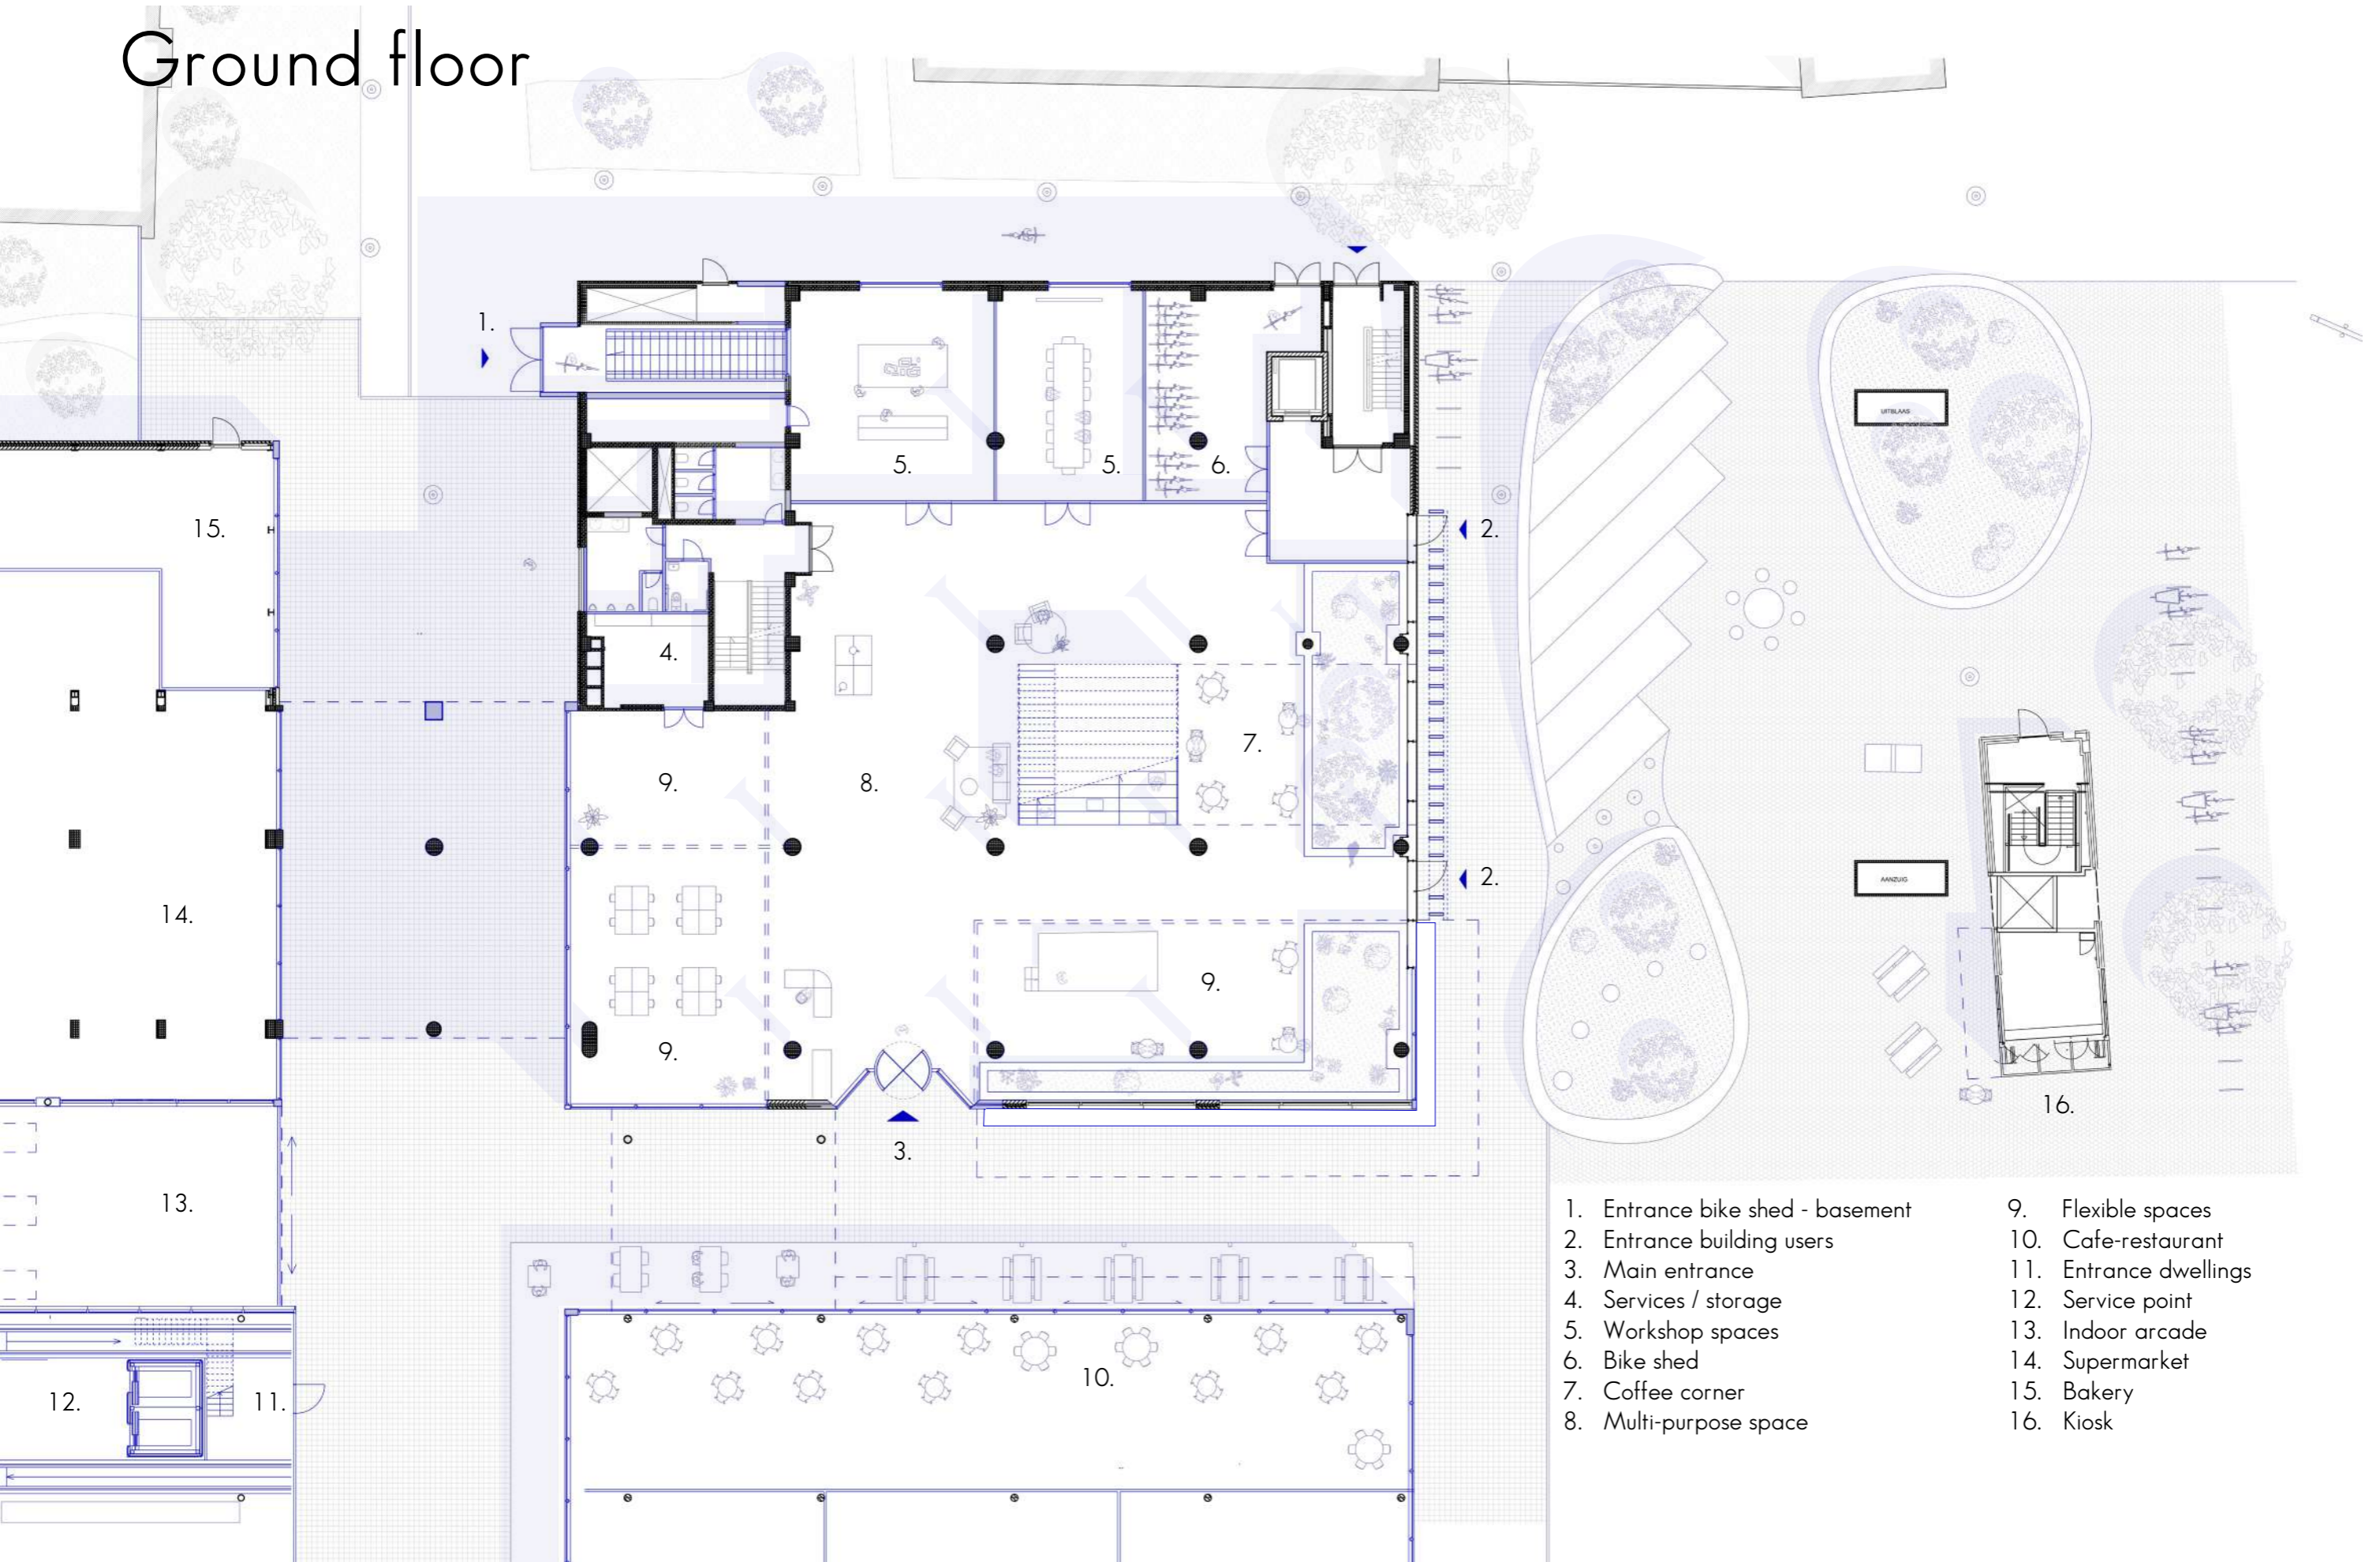 Ground floor
1.
UITBLAAS
5.
5.
6.
15.
2.
4.
7.
9.
8.
2.
AANZUIG
14.
9.
9.
16.
3.
13.
10.
12.
11.
1. Entrance bike shed - basement
2. Entrance building users
3. Main entrance
4. Services / storage
5. Workshop spaces
6. Bike shed
7. Coffee corner
8. Multi-purpose space
9. Flexible spaces
10. Cafe-restaurant
11. Entrance dwellings
12. Service point
13. Indoor arcade
14. Supermarket
15. Bakery
16. Kiosk